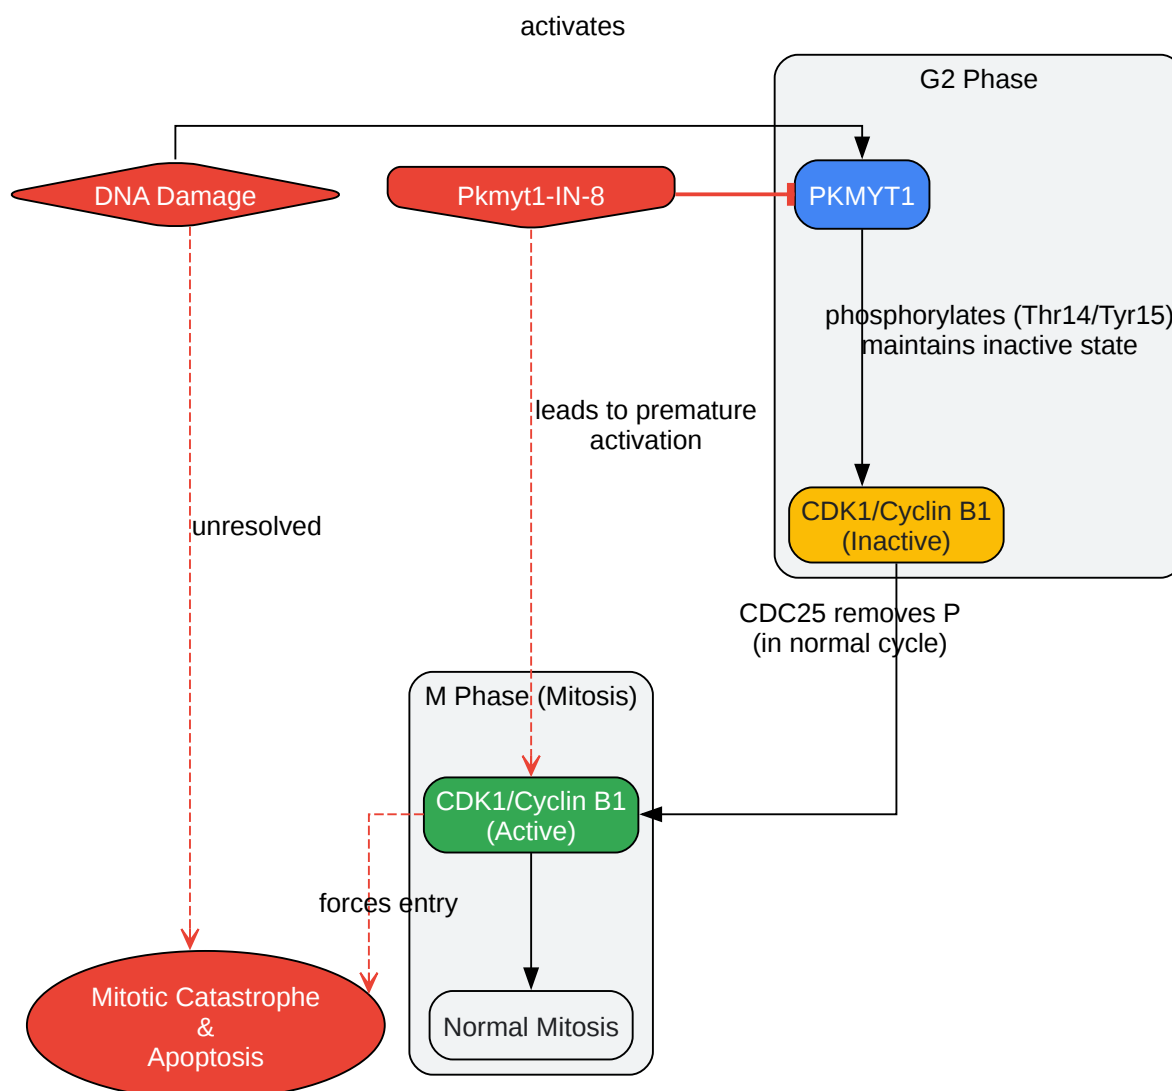 activates
G2 Phase
DNA Damage
Pkmyt1-IN-8
PKMYT1
phosphorylates (Thr14/Tyr15)
maintains inactive state
leads to premature
activation
CDK1/Cyclin B1
(Inactive)
unresolved
CDC25 removes P
(in normal cycle)
M Phase (Mitosis)
CDK1/Cyclin B1
(Active)
forces entry
Mitotic Catastrophe
&
Apoptosis
Normal Mitosis